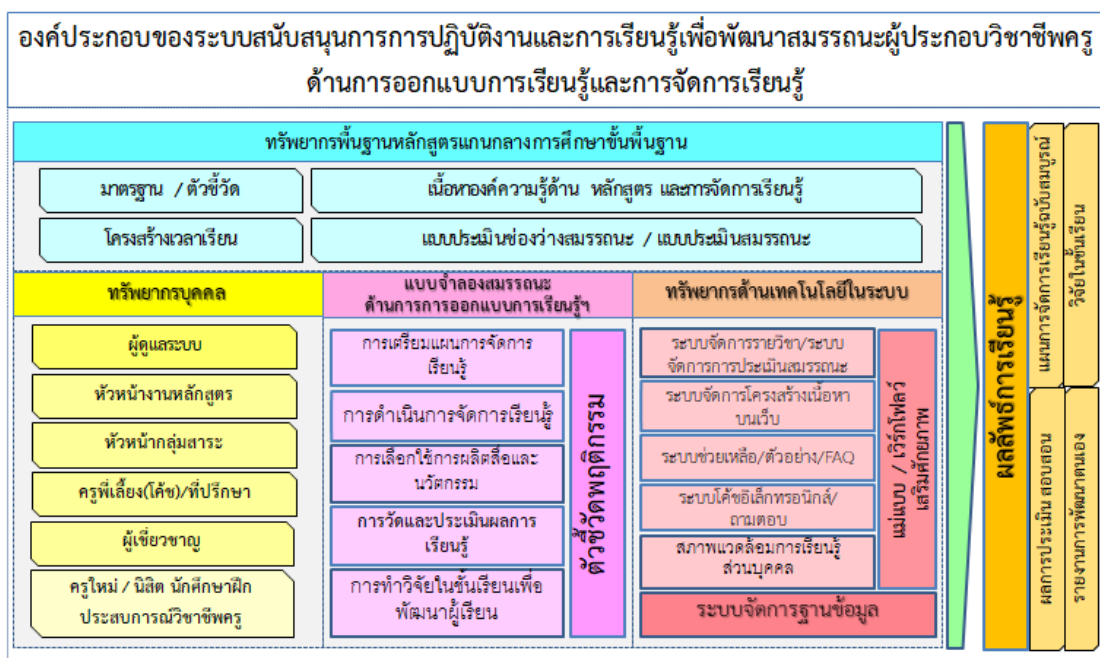 องค์ประกอบของระบบสนับสนุนการการปฏิบัติงานและการเรียนรู้เพื่อพัฒนาสมรรถนะผู้ประกอบวิชาชีพครู
ด้านการออกแบบการเรียนรู้และการจัดการเรียนรู้
ทรัพยากรพื้นฐานหลักสูตรแกนกลางการศึกษาขั้นพื้นฐาน
มาตรฐาน / ตัวชี้วัด
เนื้อหาองค์ความรู้ด้าน หลักสูตร และการจัดการเรียนรู้
โครงสร้างเวลาเรียน
แบบประเมินช่องว่างสมรรถนะ / แบบประเมินสมรรถนะ
ทรัพยากรบุคคล
ผู้ดูแลระบบ
หัวหน้างานหลักสูตร
หัวหน้ากลุ่มสาระ
ครูพี่เลี้ยง(โค้ช)/ที่ปรึกษา
ผู้เชี่ยวชาญ
ครูใหม่ / นิสิต นักศึกษาฝึก
ประสบการณ์วิชาชีพครู
แบบจำลองสมรรถนะ
ด้านการการออกแบบการเรียนรู้ฯ
การเตรียมแผนการจัดการ
เรียนรู้
การดำเนินการจัดการเรียนรู้
การเลือกใช้การผลิตสื่อและ
นวัตกรรม
การวัดและประเมินผลการ
เรียนรู้
การทำวิจัยในชั้นเรียนเพื่อ
พัฒนาผู้เรียน
ตัวชี้วัดพฤติกรรม
ทรัพยากรด้านเทคโนโลยีในระบบ
ระบบจัดการรายวิชา/ระบบ
จัดการการประเมินสมรรถนะ
ระบบจัดการโครงสร้างเนื้อหา
บนเว็บ
ระบบช่วยเหลือ/ตัวอย่าง/FAQ
ระบบโค้ชอิเล็กทรอนิกส์/
ถามตอบ
สภาพแวดล้อมการเรียนรู้
ส่วนบุคคล
แม่แบบ / เวิร์กโฟลว์
เสริมศักยภาพ
ระบบจัดการฐานข้อมูล
ผลลัพธ์การเรียนรู้
แผนการจัดการเรียนรู้ฉบับสมบูรณ์
วิจัยในชั้นเรียน
ผลการประเมิน สอบสอน
รายงานการพัฒนาตนเอง